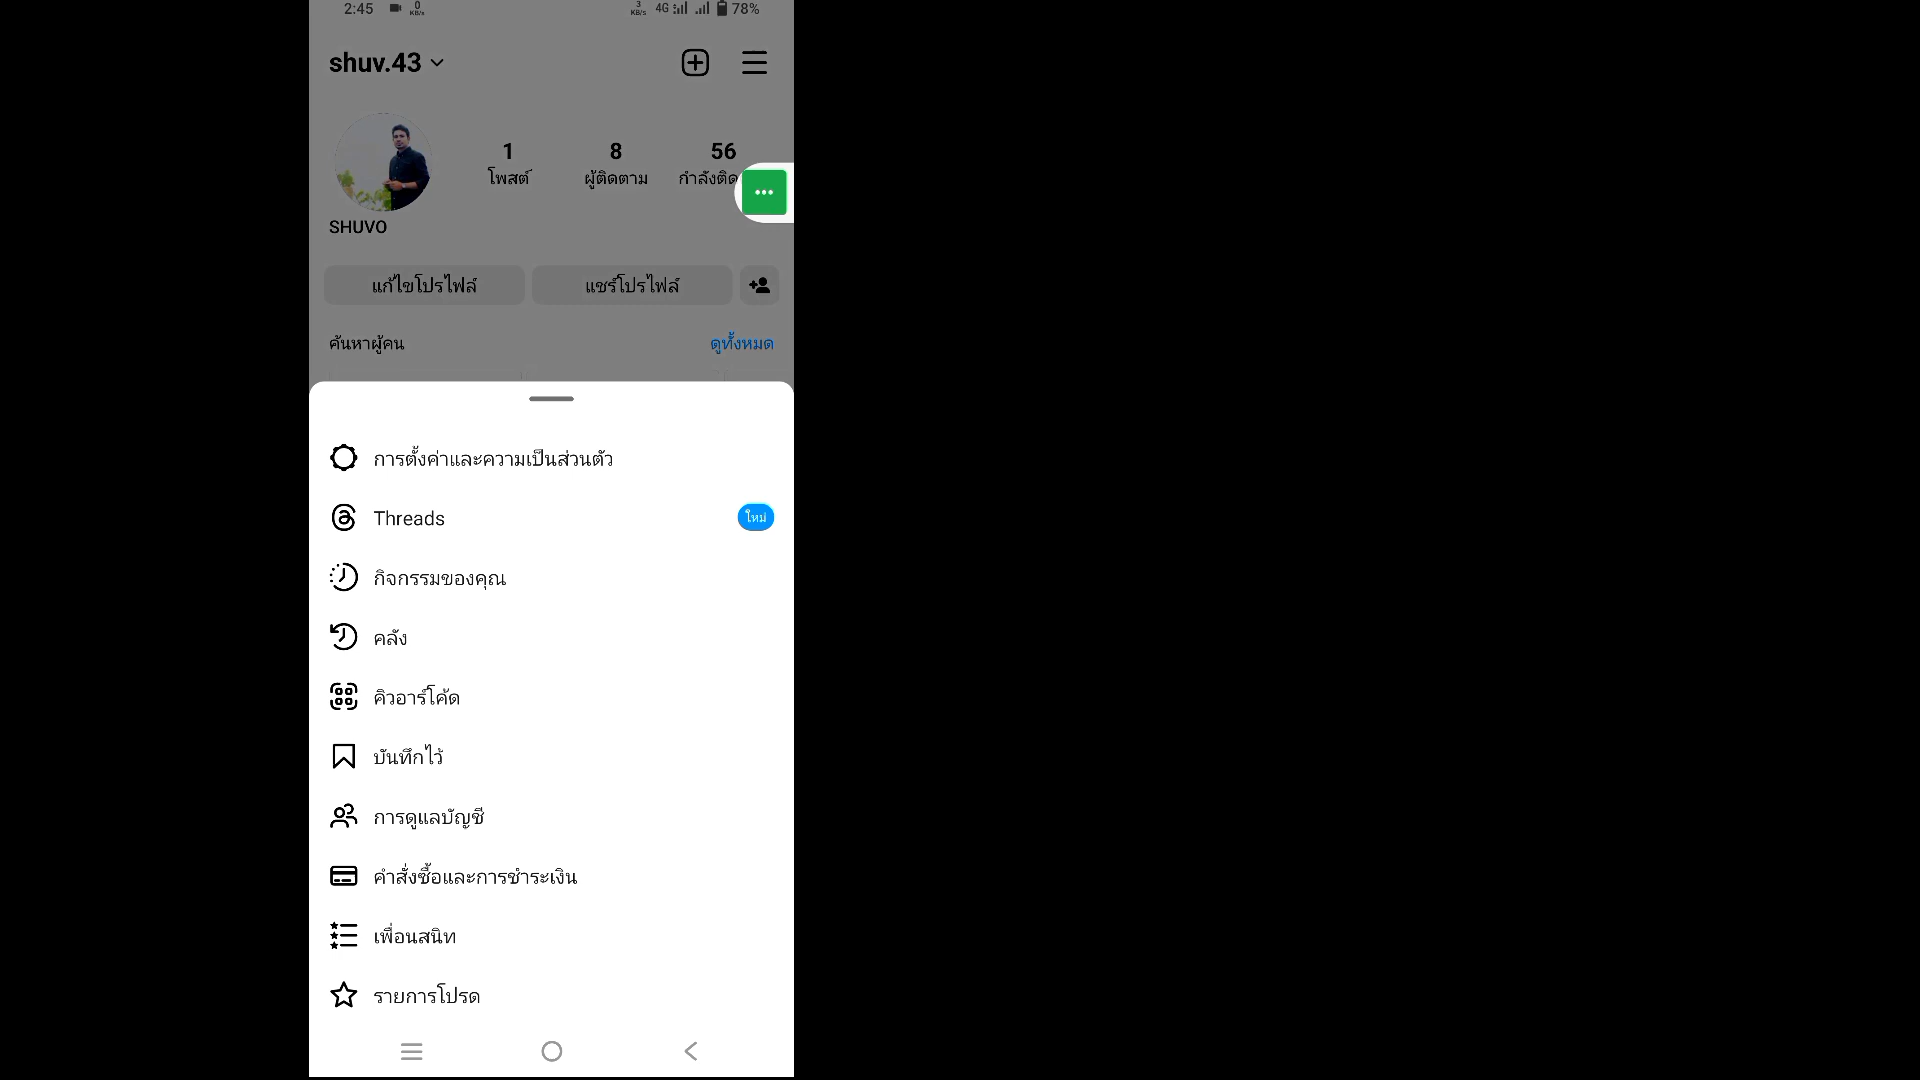 2:45 0 KB/s 3 KB/s 4G 78%
shuv.43
1 8 56
โพสต์ ผู้ติดตาม
SHUVO
แก้ไขโปรไฟล์ แชร์โปรไฟล์
ค้นหาผู้คน ดูทั้งหมด
การตั้งค่าและความเป็นส่วนตัว
Threads ใหม่
กิจกรรมของคุณ
คลัง
คิวอาร์โค้ด
บันทึกไว้
การดูแลบัญชี
คำสั่งซื้อและการชำระเงิน
เพื่อนสนิท
รายการโปรด